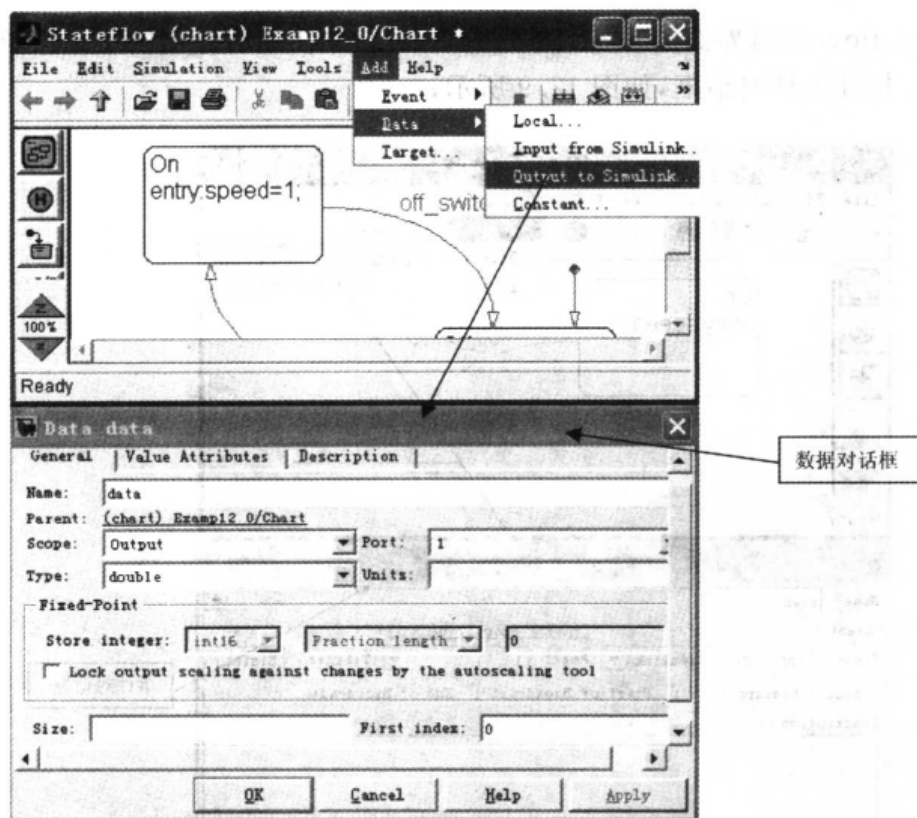 Stateflow (chart) Examp12_0/Chart *
File Edit Simulation View Tools Add Help
Event
Data
Target...
Local...
Input from Simulink..
Output to Simulink..
Constant...
On
entry:speed=1;
off_switc
100%
Ready
Data data
General Value Attributes Description
Name: data
Parent: (chart) Examp12_0/Chart
Scope: Output Port: 1
Type: double Units:
Fixed-Point
Store integer: int16 Fraction length 0
Lock output scaling against changes by the autoscaling tool
Size: First index: 0
OK Cancel Help Apply
数据对话框